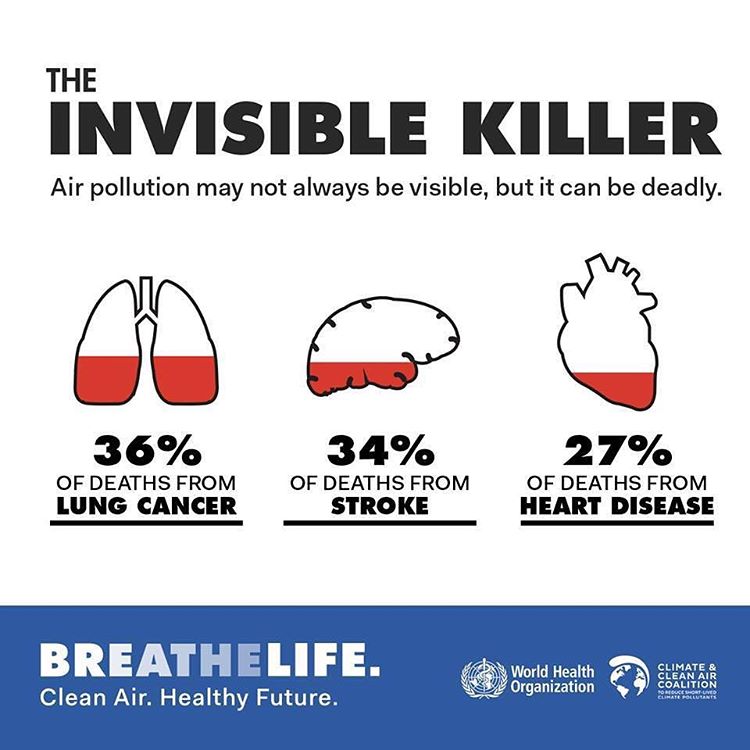 THE
INVISIBLE KILLER
Air pollution may not always be visible, but it can be deadly.
36%
OF DEATHS FROM
LUNG CANCER
34%
OF DEATHS FROM
STROKE
27%
OF DEATHS FROM
HEART DISEASE
BREATHELIFE.
Clean Air. Healthy Future.
World Health
Organization
CLIMATE &
CLEAN AIR
COALITION
TO REDUCE SHORT-LIVED
CLIMATE POLLUTANTS